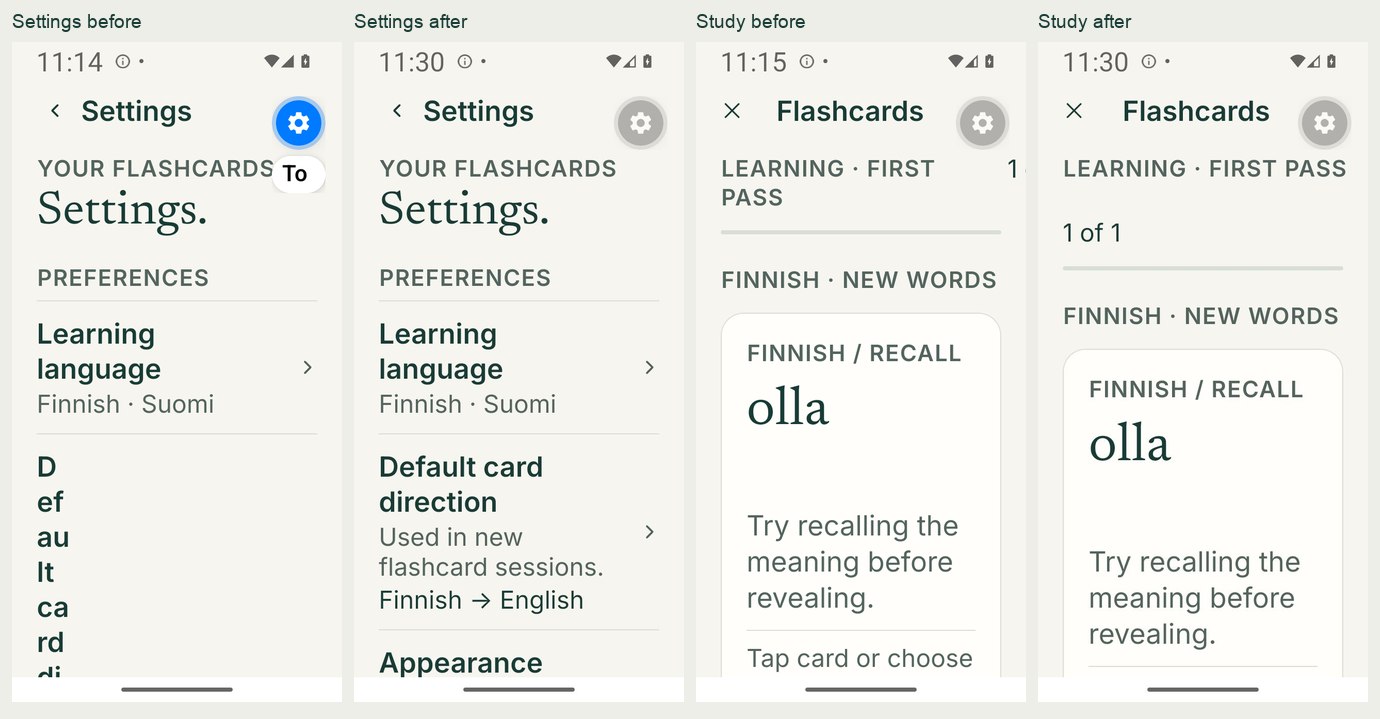 Settings before
11:14
Settings
YOUR FLASHCARDS
To
Settings.
PREFERENCES
Learning
language
Finnish · Suomi
D
ef
au
lt
ca
rd
di
Settings after
11:30
Settings
YOUR FLASHCARDS
Settings.
PREFERENCES
Learning
language
Finnish · Suomi
Default card
direction
Used in new
flashcard sessions.
Finnish → English
Appearance
Study before
11:15
Flashcards
LEARNING · FIRST
PASS
1
FINNISH · NEW WORDS
FINNISH / RECALL
olla
Try recalling the
meaning before
revealing.
Tap card or choose
Study after
11:30
Flashcards
LEARNING · FIRST PASS
1 of 1
FINNISH · NEW WORDS
FINNISH / RECALL
olla
Try recalling the
meaning before
revealing.